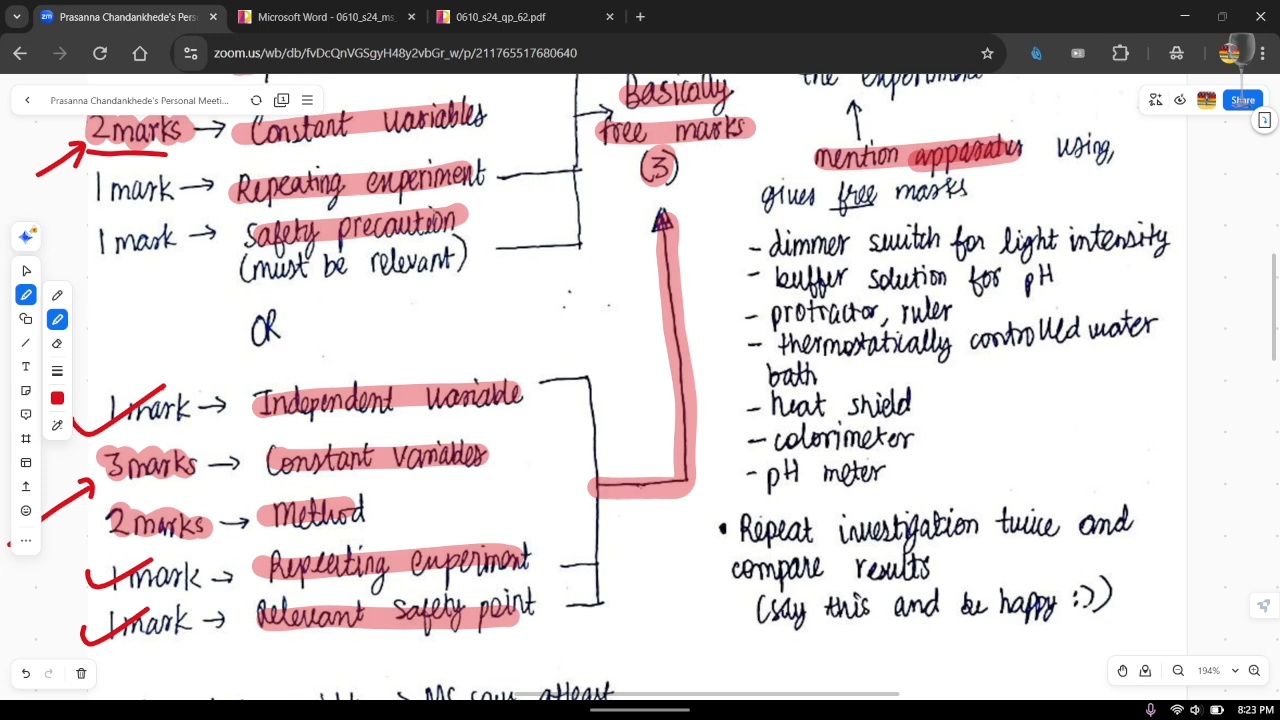 Prasanna Chandankhede's Pers
Microsoft Word - 0610_s24_ms_
0610_s24_qp_62.pdf
zoom.us/wb/db/fvDcQnVGSgyH48y2vbGr_w/p/211765517680640
Prasanna Chandankhede's Personal Meeti...
Share
2 marks → Constant variables
1 mark → Repeating experiment
1 mark → Safety precaution
(must be relevant)
OR
1 mark → Independent variable
3 marks → Constant variables
2 marks → Method
1 mark → Repeating experiment
1 mark → Relevant safety point
Basically
free marks
(3)
the experiment
mention apparatus using,
gives free marks
- dimmer switch for light intensity
- buffer solution for pH
- protractor, ruler
- thermostatically controlled water
bath
- heat shield
- colorimeter
- pH meter
• Repeat investigation twice and
compare results
(say this and be happy :))
194%
8:23 PM